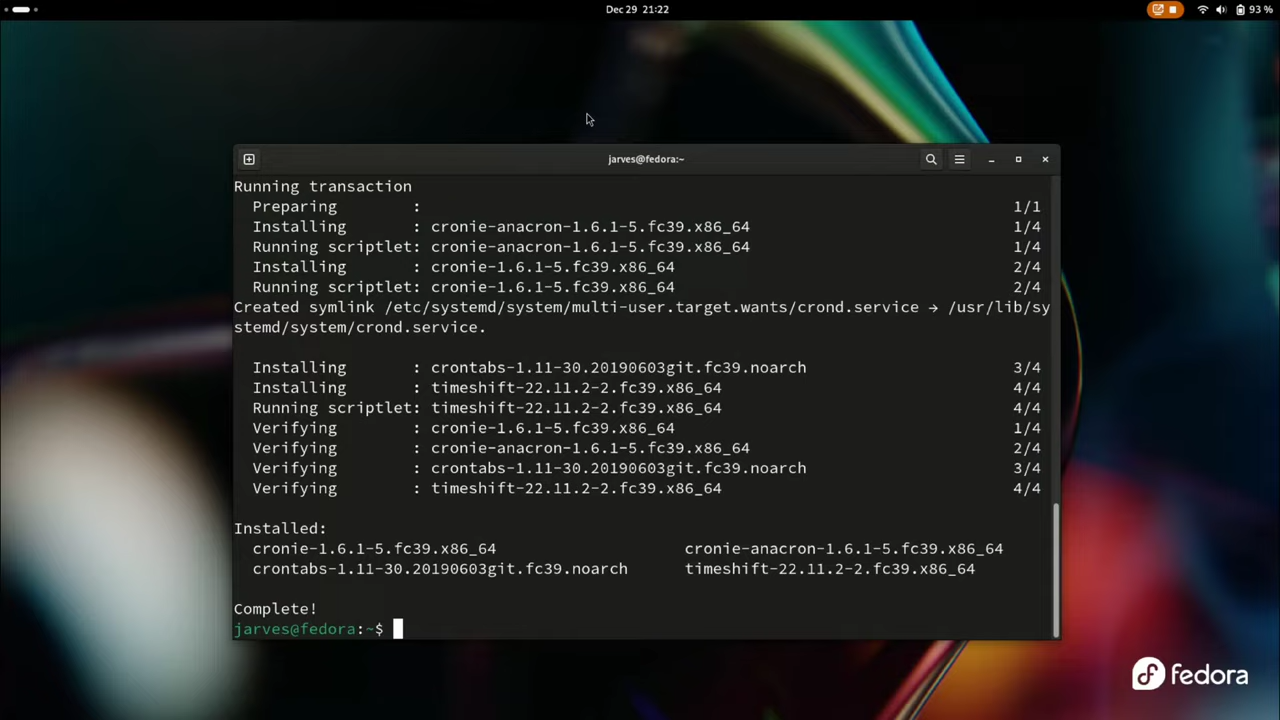 Dec 29 21:22
93 %
jarves@fedora:~
Running transaction
Preparing : 1/1
Installing : cronie-anacron-1.6.1-5.fc39.x86_64 1/4
Running scriptlet: cronie-anacron-1.6.1-5.fc39.x86_64 1/4
Installing : cronie-1.6.1-5.fc39.x86_64 2/4
Running scriptlet: cronie-1.6.1-5.fc39.x86_64 2/4
Created symlink /etc/systemd/system/multi-user.target.wants/crond.service → /usr/lib/sy
stemd/system/crond.service.
Installing : crontabs-1.11-30.20190603git.fc39.noarch 3/4
Installing : timeshift-22.11.2-2.fc39.x86_64 4/4
Running scriptlet: timeshift-22.11.2-2.fc39.x86_64 4/4
Verifying : cronie-1.6.1-5.fc39.x86_64 1/4
Verifying : cronie-anacron-1.6.1-5.fc39.x86_64 2/4
Verifying : crontabs-1.11-30.20190603git.fc39.noarch 3/4
Verifying : timeshift-22.11.2-2.fc39.x86_64 4/4
Installed:
cronie-1.6.1-5.fc39.x86_64 cronie-anacron-1.6.1-5.fc39.x86_64
crontabs-1.11-30.20190603git.fc39.noarch timeshift-22.11.2-2.fc39.x86_64
Complete!
jarves@fedora:~$
fedora